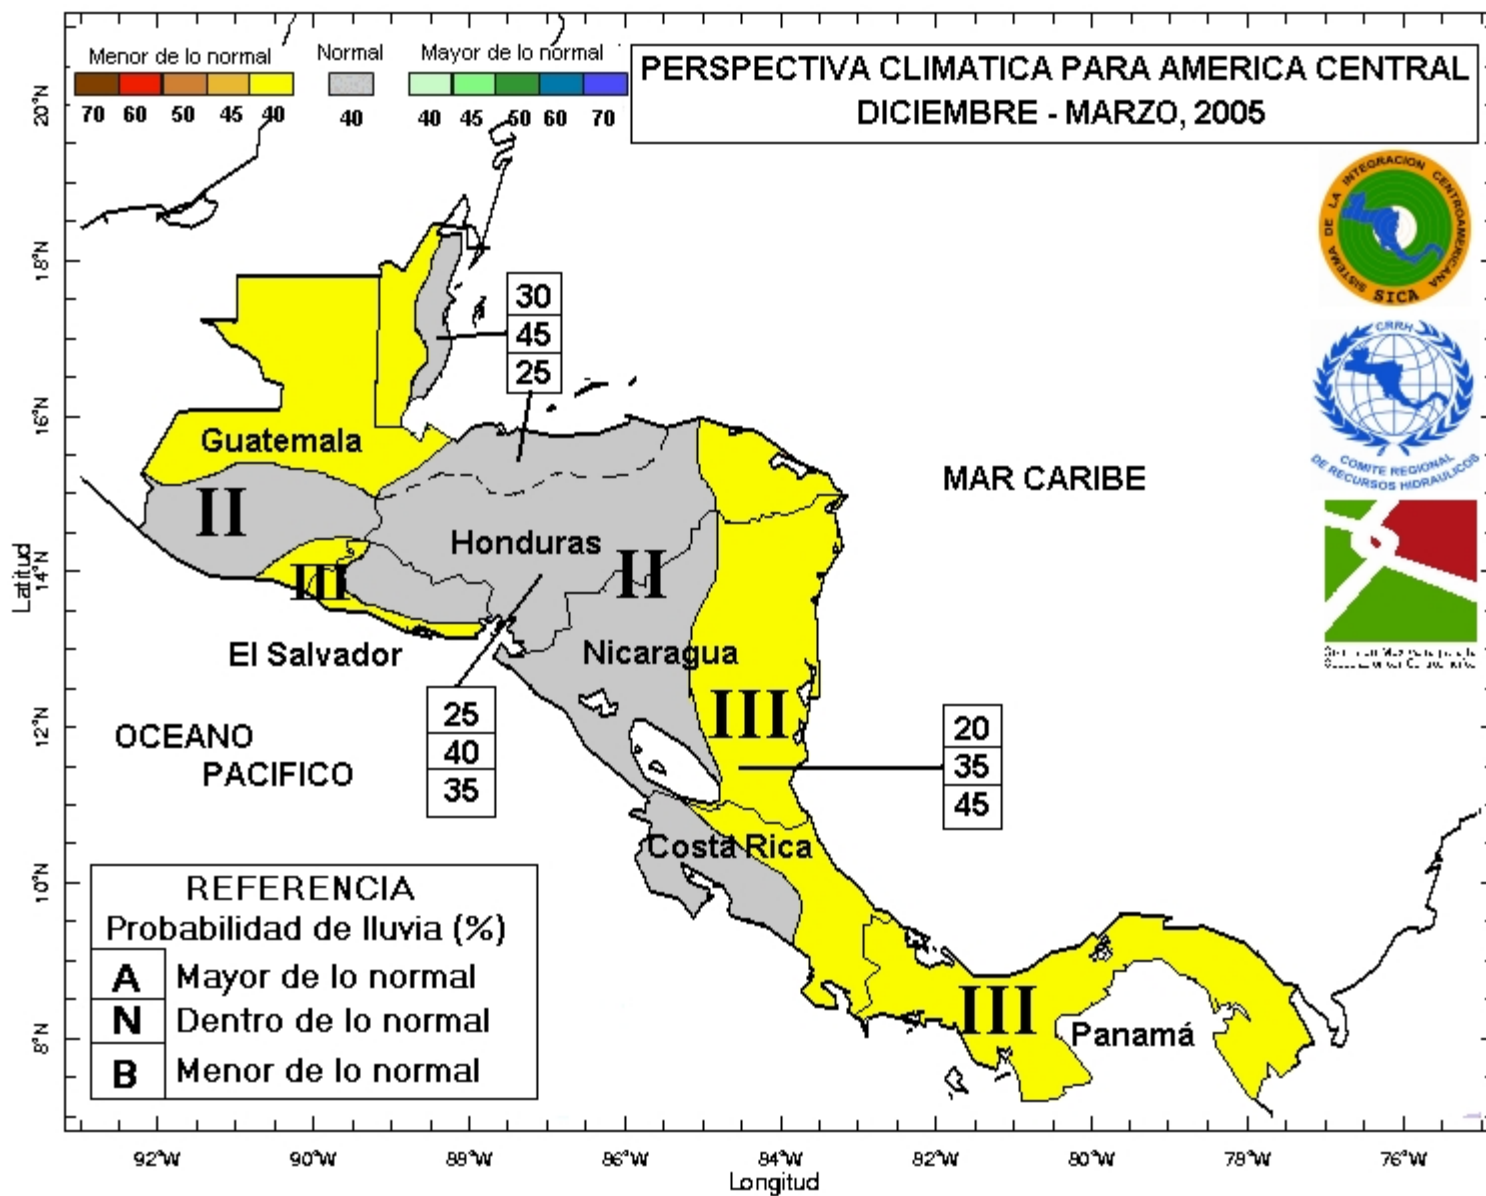 Menor de lo normal
Normal
Mayor de lo normal
70 60 50 45 40
40
40 45 50 60 70
PERSPECTIVA CLIMATICA PARA AMERICA CENTRAL
DICIEMBRE - MARZO, 2005
SISTEMA DE LA INTEGRACION CENTROAMERICANA
SICA
CRRH
COMITE REGIONAL
DE RECURSOS HIDRAULICOS
20°N
18°N
16°N
14°N
12°N
10°N
8°N
Latitud
30
45
25
Guatemala
MAR CARIBE
II
Honduras
II
III
El Salvador
Nicaragua
III
OCEANO
PACIFICO
25
40
35
20
35
45
Costa Rica
III
Panamá
REFERENCIA
Probabilidad de lluvia (%)
A Mayor de lo normal
N Dentro de lo normal
B Menor de lo normal
92°W 90°W 88°W 86°W 84°W 82°W 80°W 78°W 76°W
Longitud